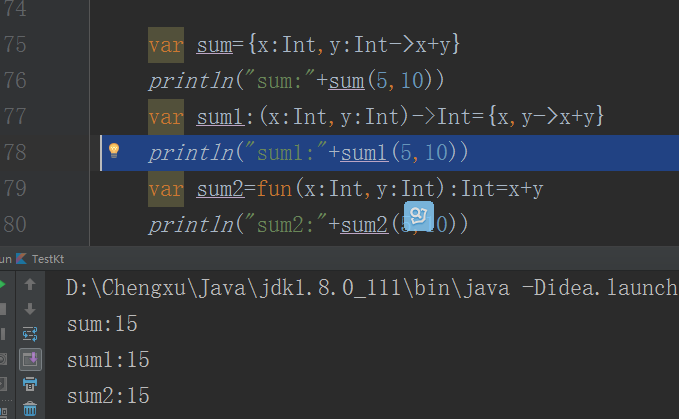 74
75 var sum={x:Int,y:Int->x+y}
76 println("sum:"+sum(5,10))
77 var sum1:(x:Int,y:Int)->Int={x,y->x+y}
78 println("sum1:"+sum1(5,10))
79 var sum2=fun(x:Int,y:Int):Int=x+y
80 println("sum2:"+sum2(5,10))
un TestKt
D:\Chengxu\Java\jdk1.8.0_111\bin\java -Didea.launch
sum:15
sum1:15
sum2:15